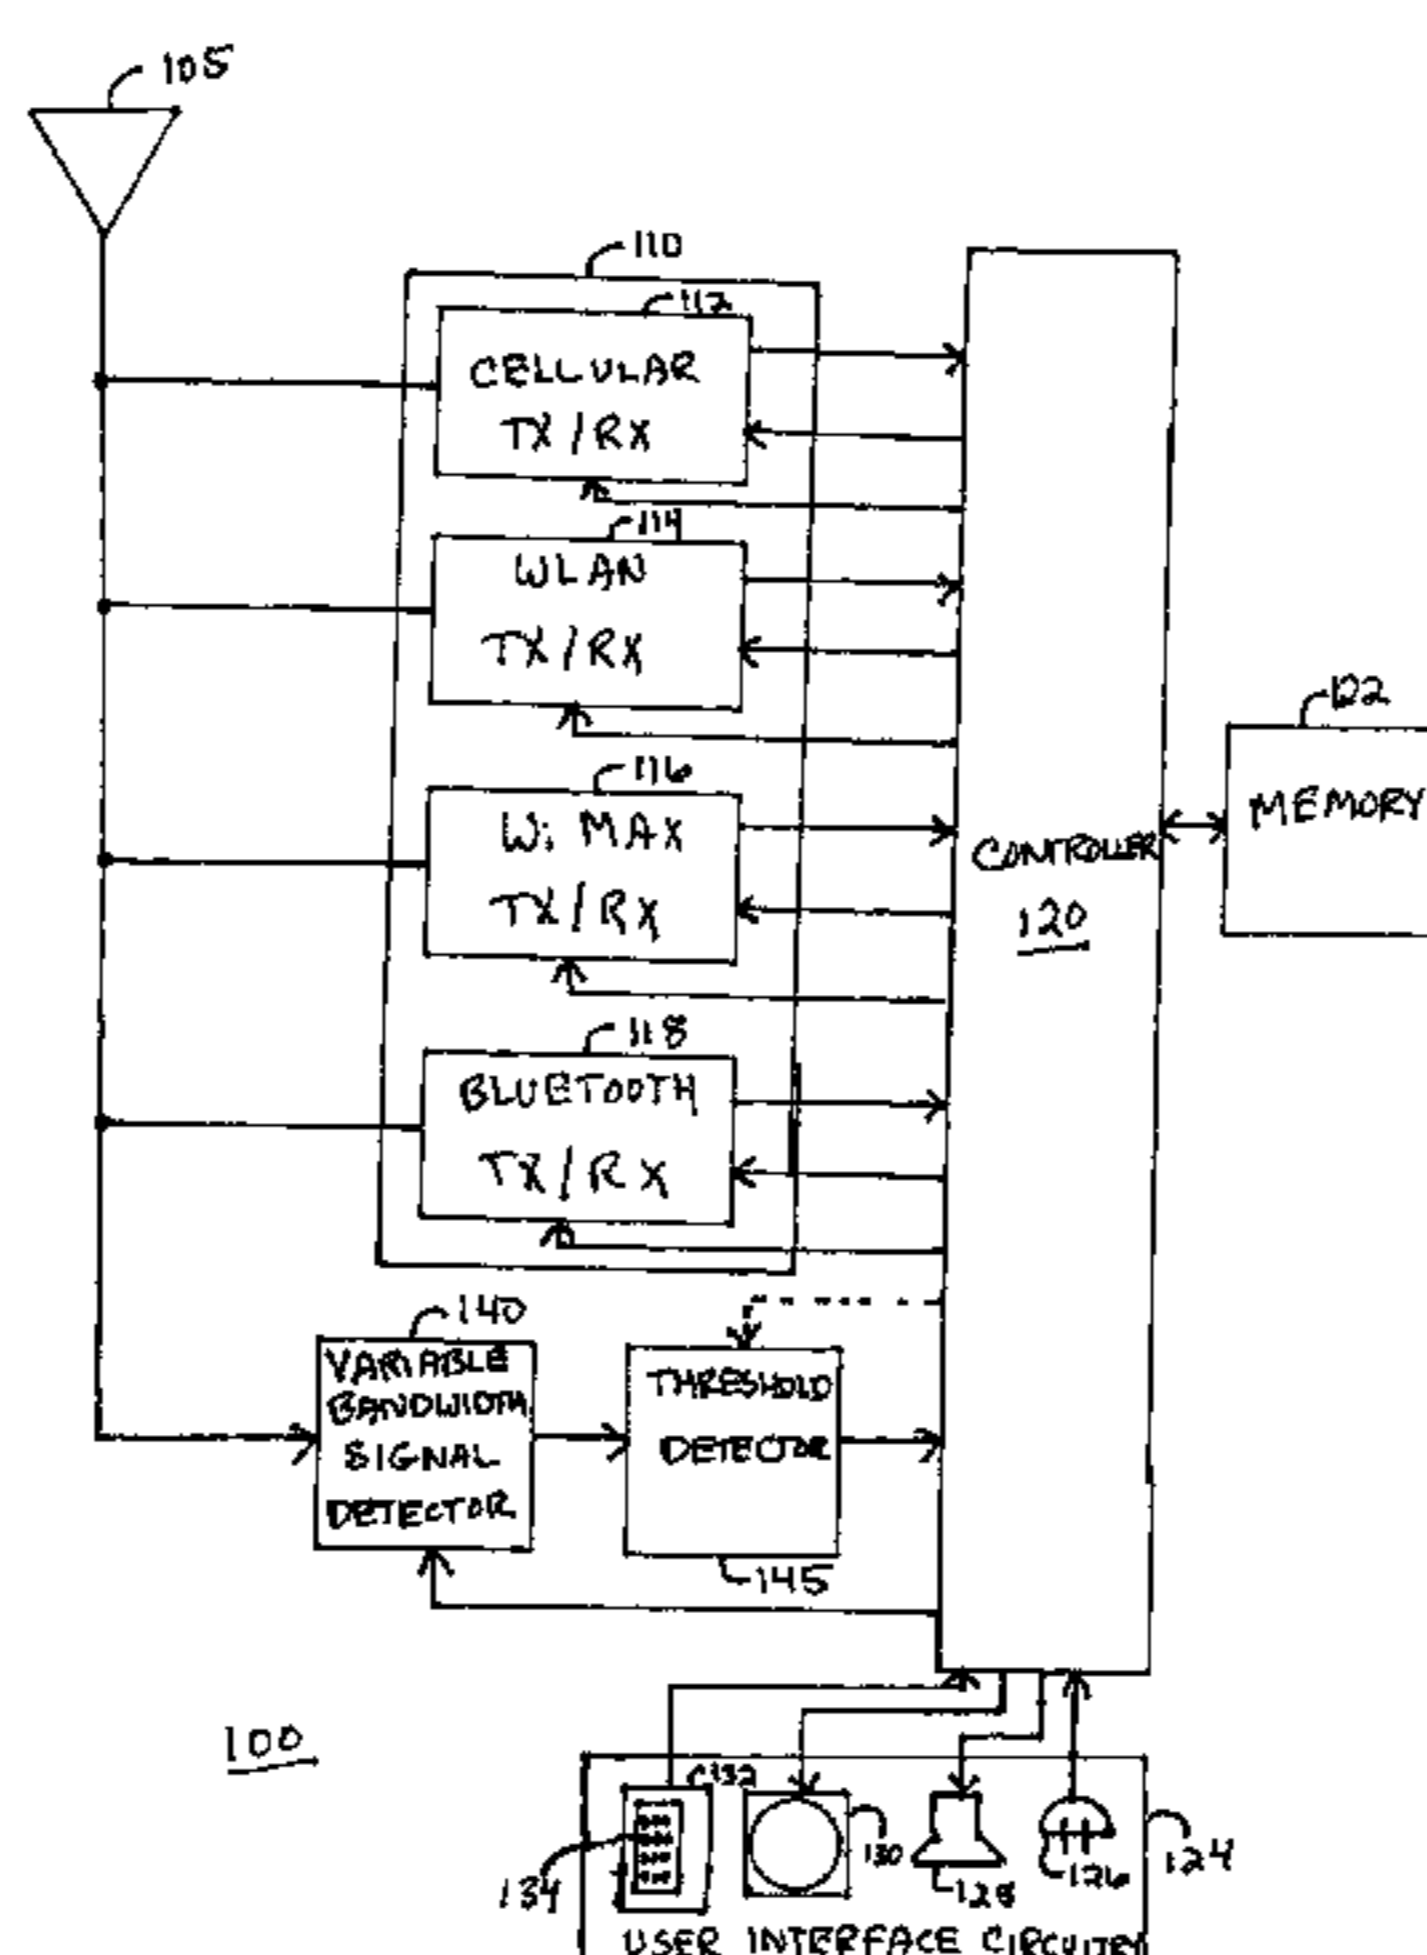 105
110
112
CELLULAR
TX/RX
114
WLAN
TX/RX
122
116
Wi MAX
TX/RX
MEMORY
CONTROLLER
120
118
BLUETOOTH
TX/RX
140
VARIABLE
BANDWIDTH
SIGNAL
DETECTOR
THRESHOLD
DETECTOR
145
100
132
134
130
128
126
124
USER INTERFACE CIRCUITRY